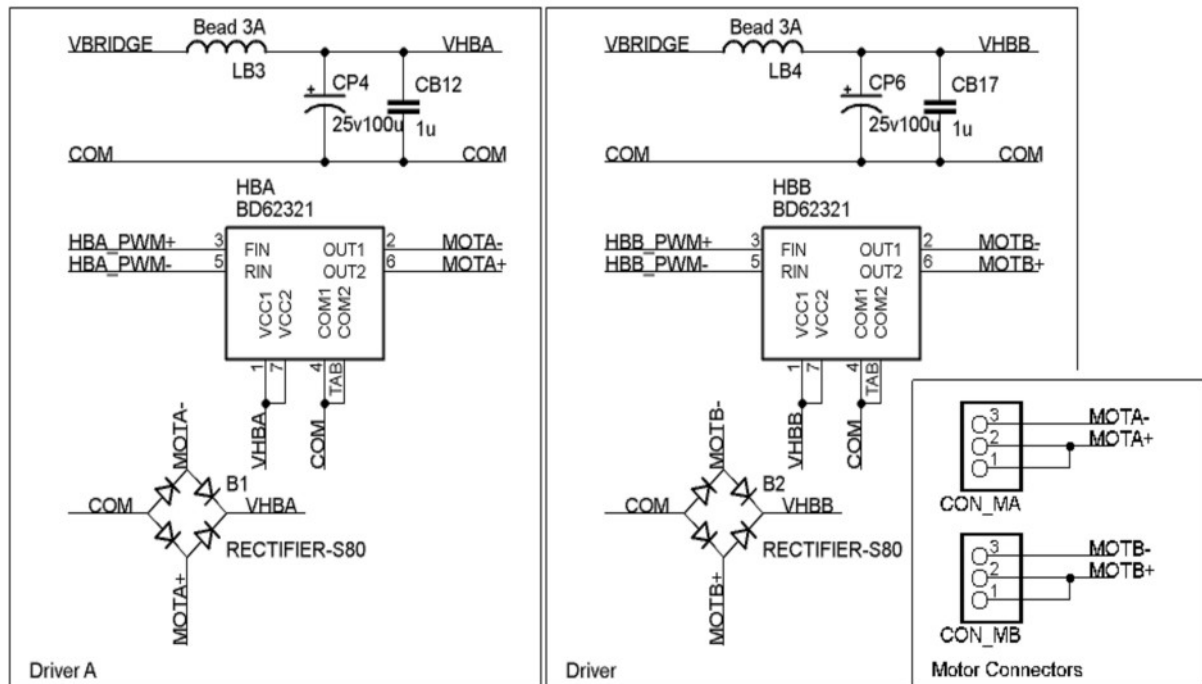 Bead 3A
VBRIDGE
VHBA
LB3
+
CP4
CB12
25v100u
1u
COM
COM
HBA
BD62321
HBA_PWM+
3
FIN
OUT1
2
MOTA-
HBA_PWM-
5
RIN
OUT2
6
MOTA+
VCC1
VCC2
COM1
COM2
1
7
4
TAB
VHBA
COM
MOTA-
B1
COM
VHBA
RECTIFIER-S80
MOTA+
Driver A
Bead 3A
VBRIDGE
VHBB
LB4
+
CP6
CB17
25v100u
1u
COM
COM
HBB
BD62321
HBB_PWM+
3
FIN
OUT1
2
MOTB-
HBB_PWM-
5
RIN
OUT2
6
MOTB+
VCC1
VCC2
COM1
COM2
1
7
4
TAB
VHBB
COM
MOTB-
B2
COM
VHBB
RECTIFIER-S80
MOTB+
Driver
3
MOTA-
2
MOTA+
1
CON_MA
3
MOTB-
2
MOTB+
1
CON_MB
Motor Connectors